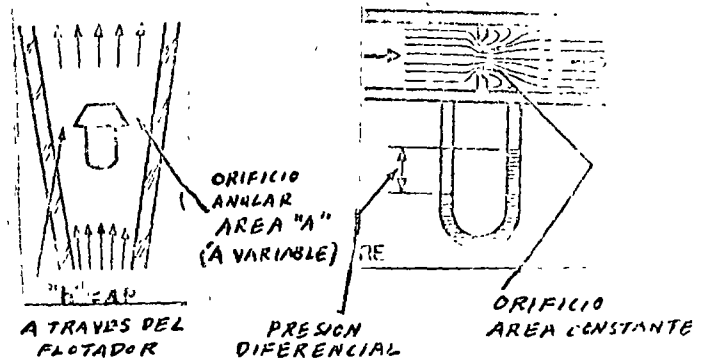 ORIFICIO
ANULAR
AREA "A"
(A VARIABLE)
A TRAVES DEL
FLOTADOR
PRESION
DIFERENCIAL
ORIFICIO
AREA CONSTANTE